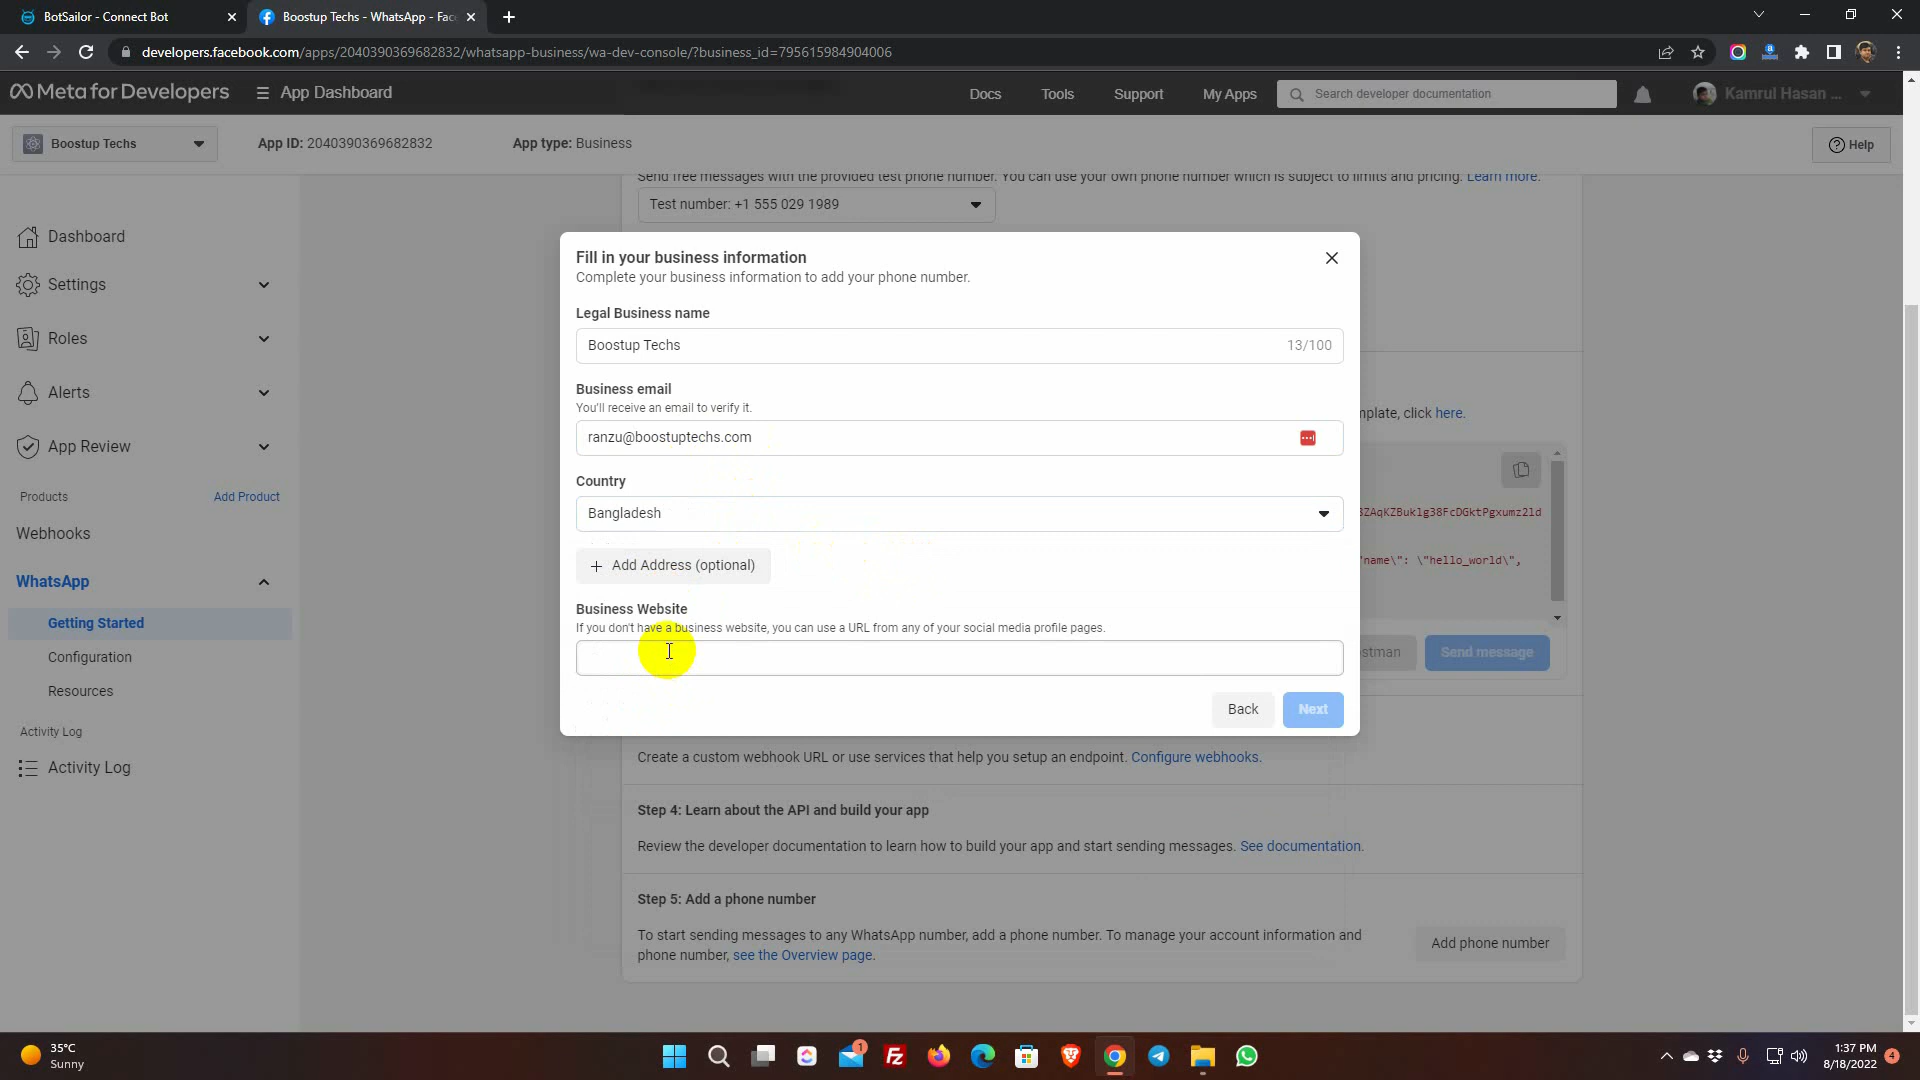 BotSailor - Connect Bot
Boostup Techs - WhatsApp - Fac
developers.facebook.com/apps/2040390369682832/whatsapp-business/wa-dev-console/?business_id=795615984904006
Meta for Developers
App Dashboard
Docs
Tools
Support
My Apps
Search developer documentation
Kamrul Hasan ...
Boostup Techs
App ID: 2040390369682832
App type: Business
Help
Send free messages with the provided test phone number. You can use your own phone number which is subject to limits and pricing. Learn more.
Test number: +1 555 029 1989
Dashboard
Settings
Roles
Alerts
App Review
Products
Add Product
Webhooks
WhatsApp
Getting Started
Configuration
Resources
Activity Log
Activity Log
Fill in your business information
Complete your business information to add your phone number.
Legal Business name
Boostup Techs
13/100
Business email
You'll receive an email to verify it.
ranzu@boostuptechs.com
Country
Bangladesh
Add Address (optional)
Business Website
If you don't have a business website, you can use a URL from any of your social media profile pages.
Back
Next
mplate, click here.
ZAqKZBuklg38FcDGktPgxumz2ld
"name\": \"hello_world\",
ostman
Send message
Create a custom webhook URL or use services that help you setup an endpoint. Configure webhooks.
Step 4: Learn about the API and build your app
Review the developer documentation to learn how to build your app and start sending messages. See documentation.
Step 5: Add a phone number
To start sending messages to any WhatsApp number, add a phone number. To manage your account information and
phone number, see the Overview page.
Add phone number
35°C
Sunny
1
1:37 PM
8/18/2022
4